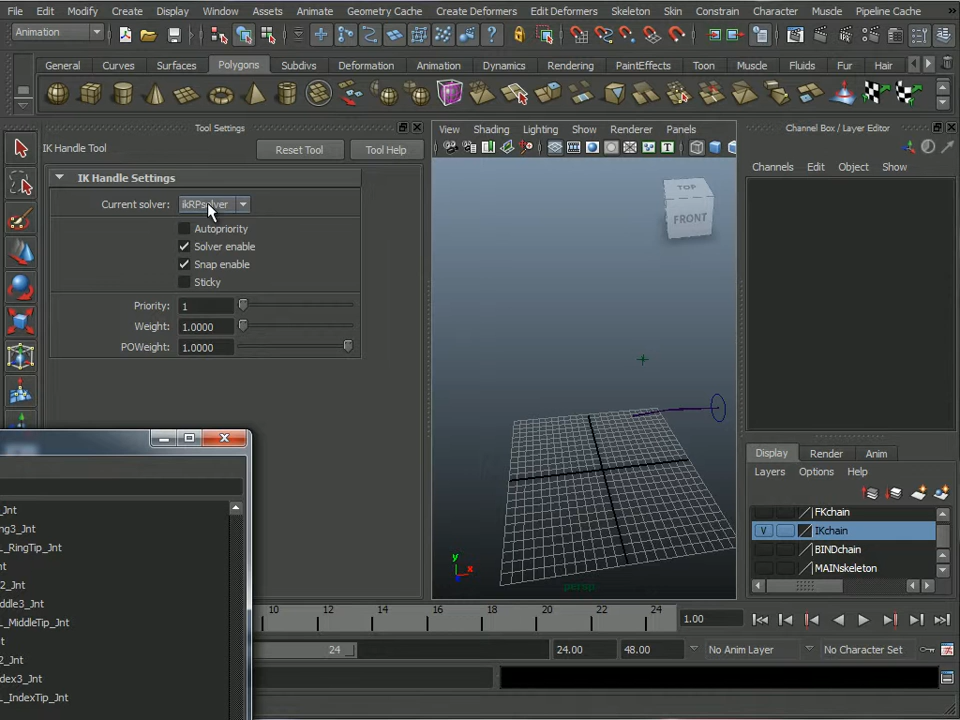 File Edit Modify Create Display Window Assets Animate Geometry Cache Create Deformers Edit Deformers Skeleton Skin Constrain Character Muscle Pipeline Cache »
Animation
General Curves Surfaces Polygons Subdivs Deformation Animation Dynamics Rendering PaintEffects Toon Muscle Fluids Fur Hair
Tool Settings
IK Handle Tool Reset Tool Tool Help
IK Handle Settings
Current solver: ikRPsolver
Autopriority
Solver enable
Snap enable
Sticky
Priority: 1
Weight: 1.0000
POWeight: 1.0000
View Shading Lighting Show Renderer Panels
TOP
FRONT
y
x
persp
Channel Box / Layer Editor
Channels Edit Object Show
Display Render Anim
Layers Options Help
FKchain
V IKchain
BINDchain
MAINskeleton
_Jnt
ng3_Jnt
L_RingTip_Jnt
nt
2_Jnt
ddle3_Jnt
L_MiddleTip_Jnt
t
2_Jnt
dex3_Jnt
L_IndexTip_Jnt
10 12 14 16 18 20 22 24 1.00
24 24.00 48.00 No Anim Layer No Character Set